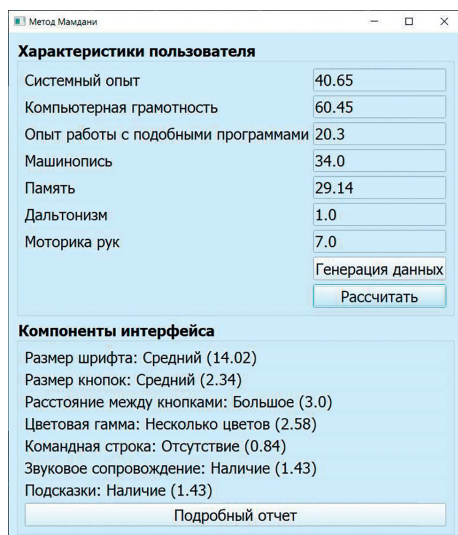 Метод Мамдани
Характеристики пользователя
Системный опыт 40.65
Компьютерная грамотность 60.45
Опыт работы с подобными программами 20.3
Машинопись 34.0
Память 29.14
Дальтонизм 1.0
Моторика рук 7.0
Генерация данных
Рассчитать
Компоненты интерфейса
Размер шрифта: Средний (14.02)
Размер кнопок: Средний (2.34)
Расстояние между кнопками: Большое (3.0)
Цветовая гамма: Несколько цветов (2.58)
Командная строка: Отсутствие (0.84)
Звуковое сопровождение: Наличие (1.43)
Подсказки: Наличие (1.43)
Подробный отчет